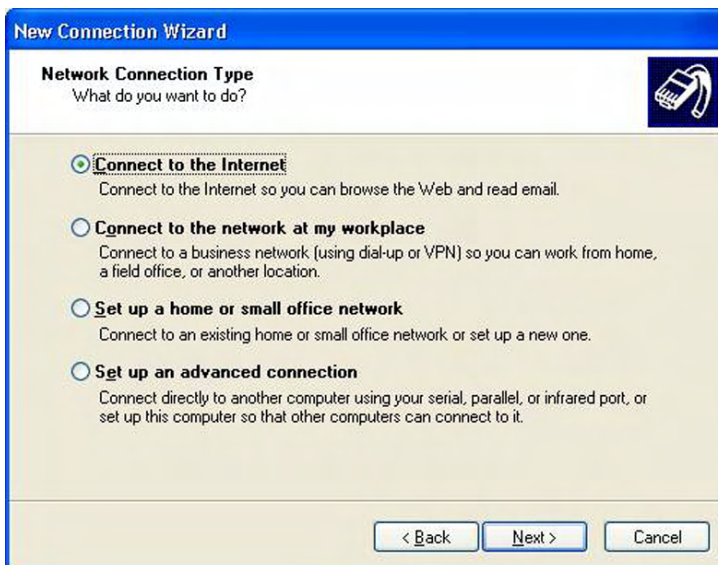 New Connection Wizard
Network Connection Type
What do you want to do?
Connect to the Internet
Connect to the Internet so you can browse the Web and read email.
Connect to the network at my workplace
Connect to a business network (using dial-up or VPN) so you can work from home,
a field office, or another location.
Set up a home or small office network
Connect to an existing home or small office network or set up a new one.
Set up an advanced connection
Connect directly to another computer using your serial, parallel, or infrared port, or
set up this computer so that other computers can connect to it.
< Back Next > Cancel